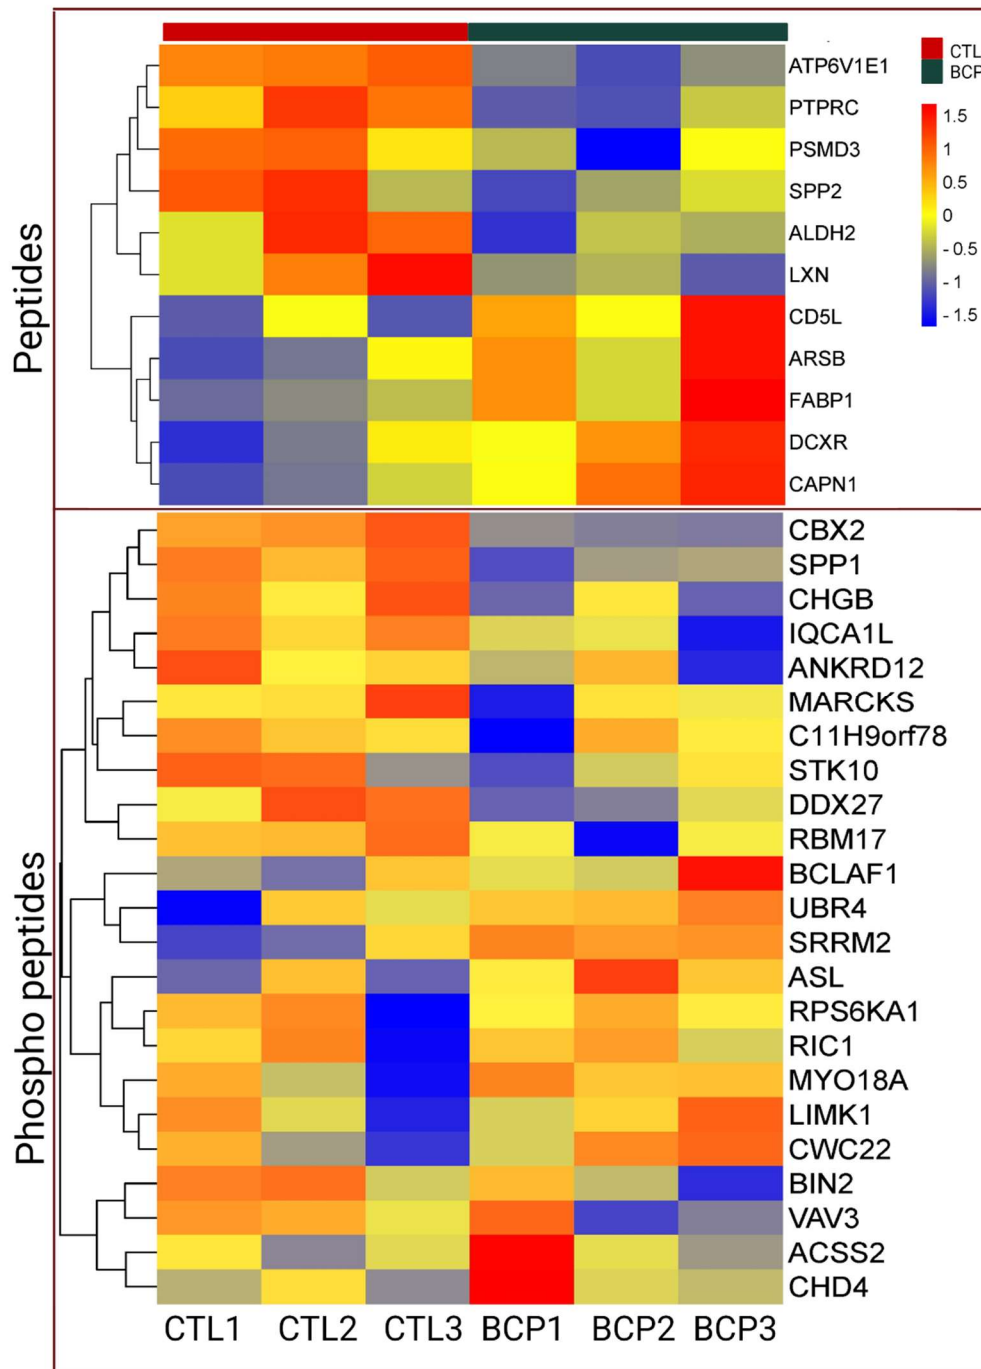 CTL
BCP
1.5
1
0.5
0
- 0.5
- 1
- 1.5
Peptides
ATP6V1E1
PTPRC
PSMD3
SPP2
ALDH2
LXN
CD5L
ARSB
FABP1
DCXR
CAPN1
Phospho peptides
CBX2
SPP1
CHGB
IQCA1L
ANKRD12
MARCKS
C11H9orf78
STK10
DDX27
RBM17
BCLAF1
UBR4
SRRM2
ASL
RPS6KA1
RIC1
MYO18A
LIMK1
CWC22
BIN2
VAV3
ACSS2
CHD4
CTL1 CTL2 CTL3 BCP1 BCP2 BCP3